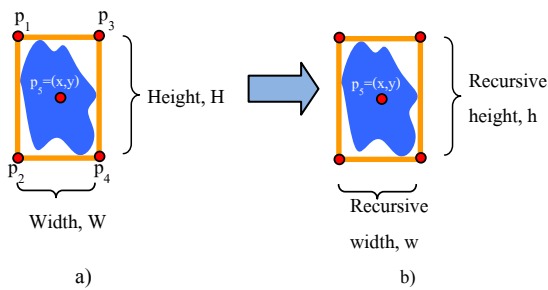 p1
p3
p5=(x,y)
Height, H
p2
p4
Width, W
a)
p5=(x,y)
Recursive
height, h
Recursive
width, w
b)